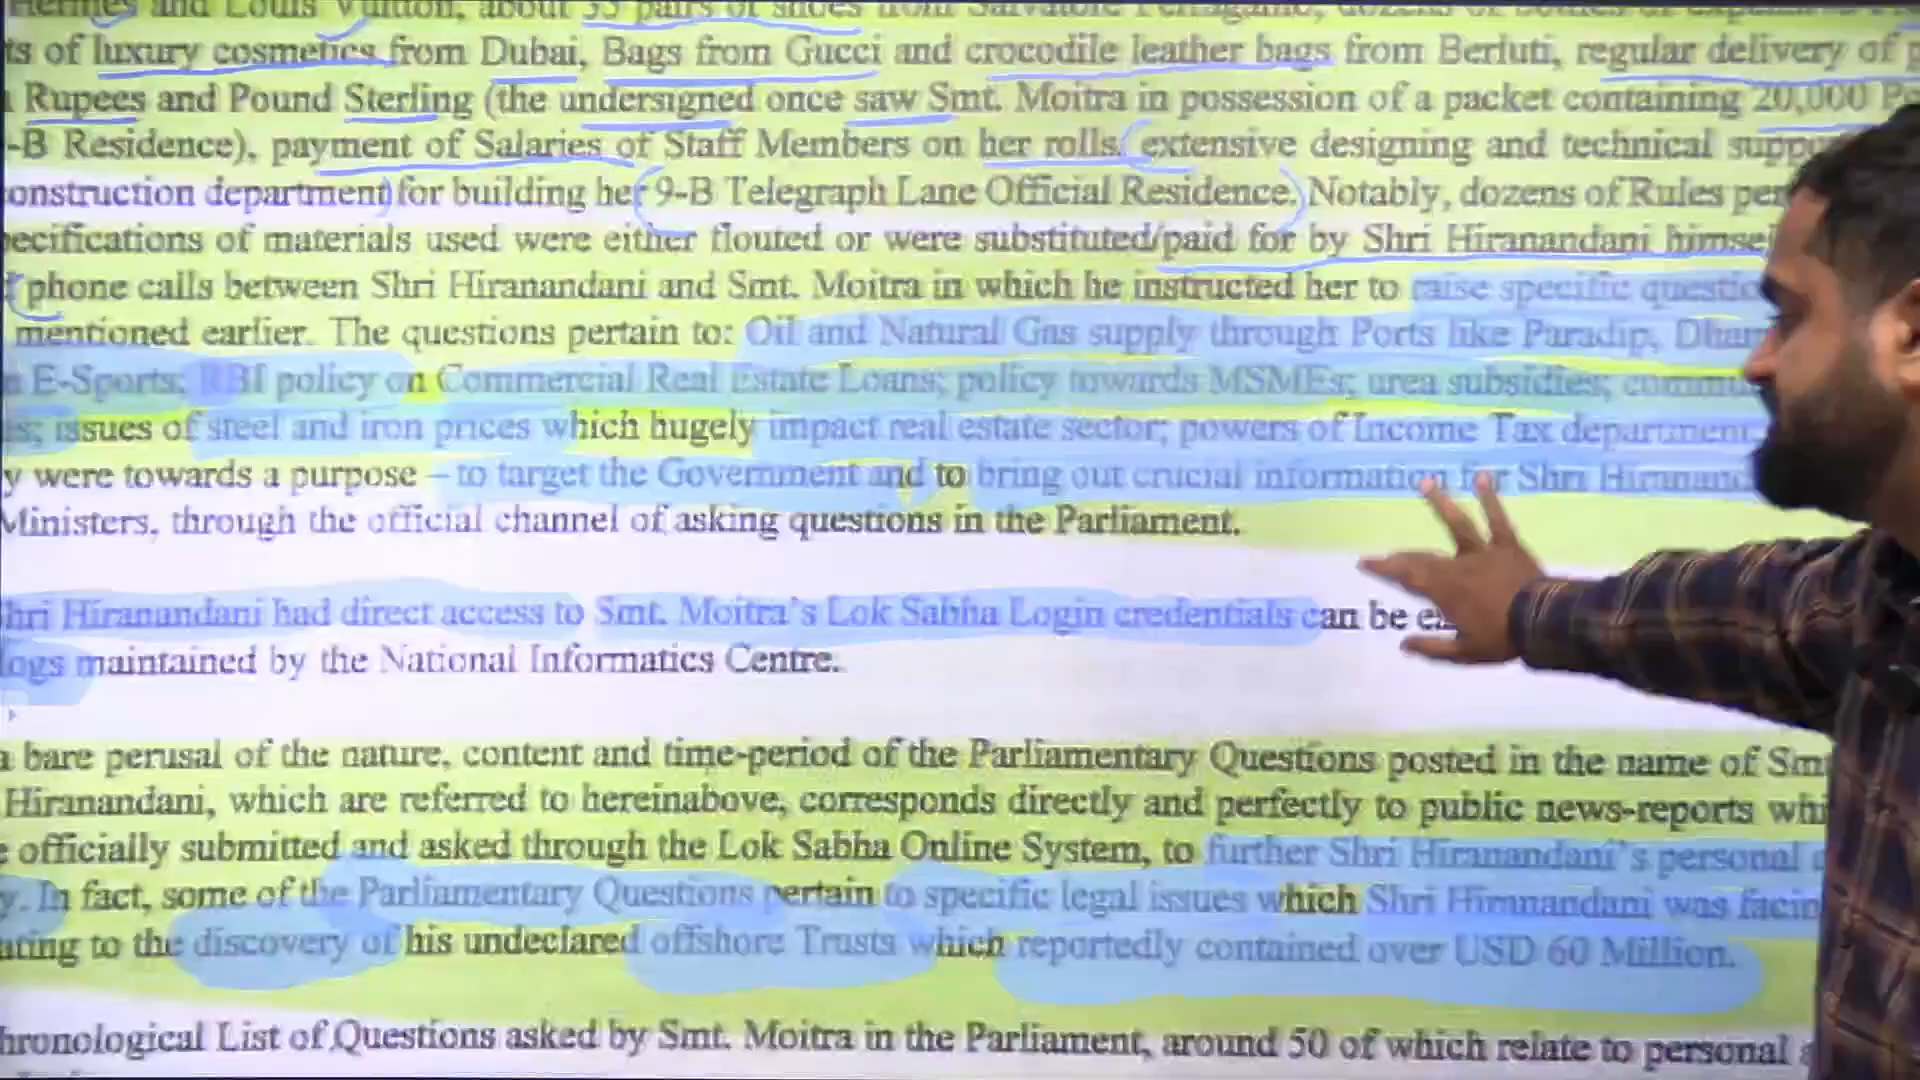 Hermes and Louis Vuitton, about 35 pairs of shoes from Salvatore Ferragamo, dozens of bottles of
ts of luxury cosmetics from Dubai, Bags from Gucci and crocodile leather bags from Berluti, regular delivery of
Rupees and Pound Sterling (the undersigned once saw Smt. Moitra in possession of a packet containing 20,000
-B Residence), payment of Salaries of Staff Members on her rolls, extensive designing and technical suppo
onstruction department) for building her 9-B Telegraph Lane Official Residence. Notably, dozens of Rules per
ecifications of materials used were either flouted or were substituted/paid for by Shri Hiranandani himsel
phone calls between Shri Hiranandani and Smt. Moitra in which he instructed her to raise specific questio
mentioned earlier. The questions pertain to: Oil and Natural Gas supply through Ports like Paradip, Dham
E-Sports; RBI policy on Commercial Real Estate Loans; policy towards MSMEs; urea subsidies; commu
es; issues of steel and iron prices which hugely impact real estate sector; powers of Income Tax department
y were towards a purpose – to target the Government and to bring out crucial information for Shri Hiranand
Ministers, through the official channel of asking questions in the Parliament.
hri Hiranandani had direct access to Smt. Moitra's Lok Sabha Login credentials can be
logs maintained by the National Informatics Centre.
a bare perusal of the nature, content and time-period of the Parliamentary Questions posted in the name of Sm
Hiranandani, which are referred to hereinabove, corresponds directly and perfectly to public news-reports whi
e officially submitted and asked through the Lok Sabha Online System, to further Shri Hiranandani's personal
y. In fact, some of the Parliamentary Questions pertain to specific legal issues which Shri Hiranandani was facin
ating to the discovery of his undeclared offshore Trusts which reportedly contained over USD 60 Million.
hronological List of Questions asked by Smt. Moitra in the Parliament, around 50 of which relate to personal